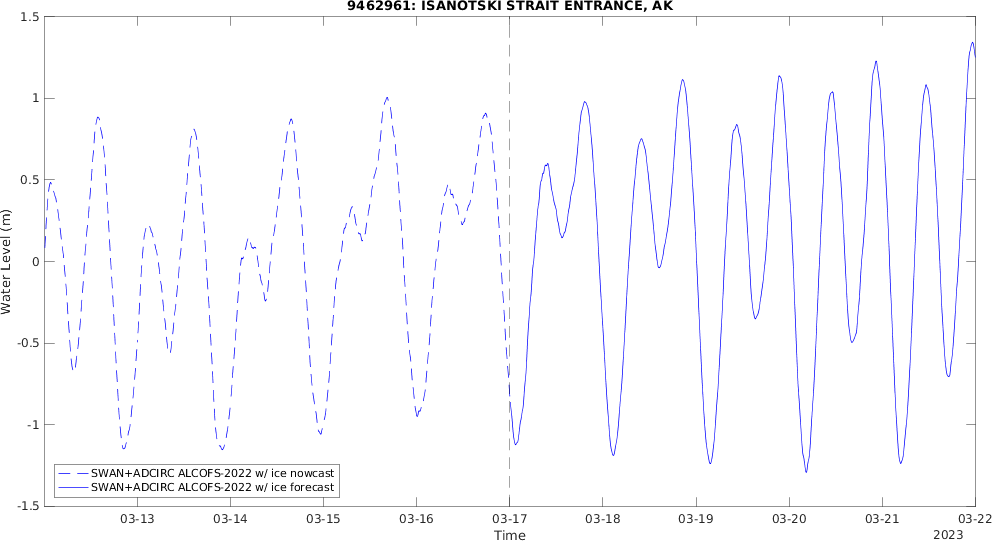 9462961: ISANOTSKI STRAIT ENTRANCE, AK
1.5
1
0.5
0
-0.5
-1
-1.5
Water Level (m)
SWAN+ADCIRC ALCOFS-2022 w/ ice nowcast
SWAN+ADCIRC ALCOFS-2022 w/ ice forecast
03-13 03-14 03-15 03-16 03-17 03-18 03-19 03-20 03-21 03-22
Time
2023